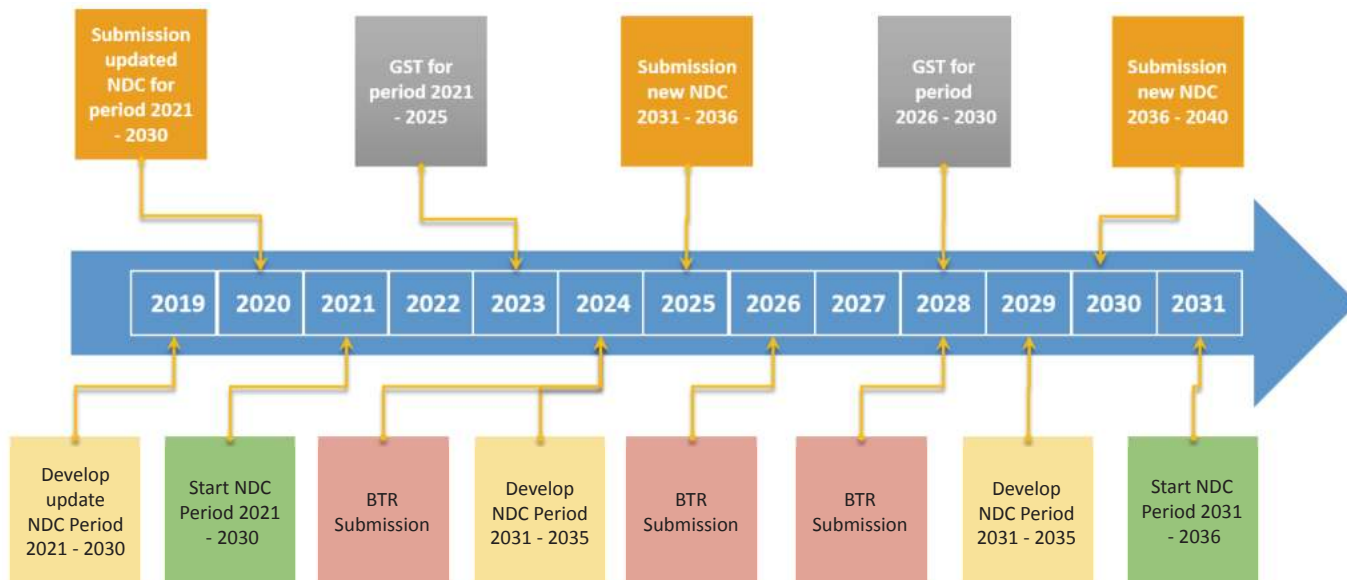 Submission
updated
NDC for
period 2021
- 2030
GST for
period 2021
- 2025
Submission
new NDC
2031 - 2036
GST for
period
2026 - 2030
Submission
new NDC
2036 - 2040
2019 2020 2021 2022 2023 2024 2025 2026 2027 2028 2029 2030 2031
Develop
update
NDC Period
2021 - 2030
Start NDC
Period 2021
- 2030
BTR
Submission
Develop
NDC Period
2031 - 2035
BTR
Submission
BTR
Submission
Develop
NDC Period
2031 - 2035
Start NDC
Period 2031
- 2036